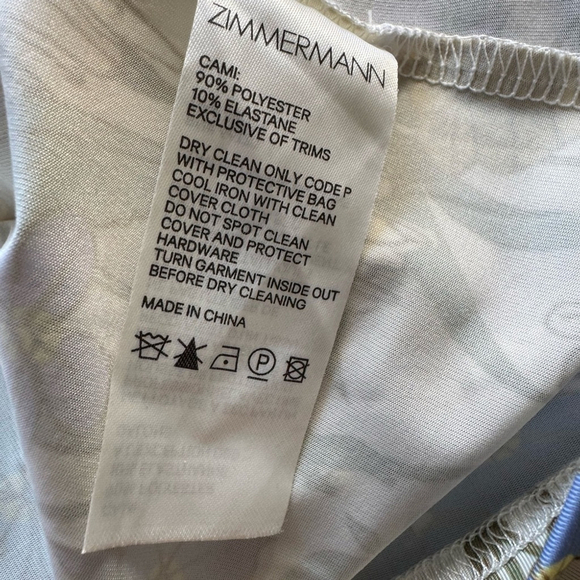 ZIMMERMANN
CAMI:
90% POLYESTER
10% ELASTANE
EXCLUSIVE OF TRIMS
DRY CLEAN ONLY CODE P
WITH PROTECTIVE BAG
COOL IRON WITH CLEAN
COVER CLOTH
DO NOT SPOT CLEAN
COVER AND PROTECT
HARDWARE
TURN GARMENT INSIDE OUT
BEFORE DRY CLEANING
MADE IN CHINA
P